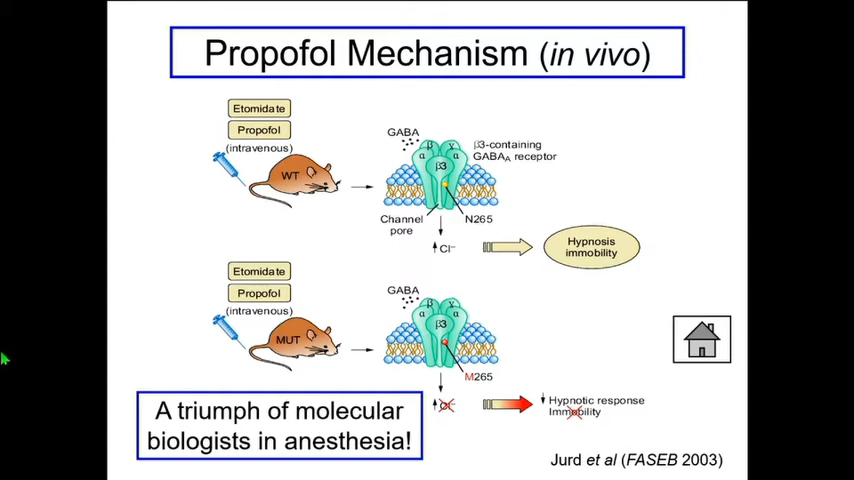 Propofol Mechanism (in vivo)
Etomidate
Propofol
(intravenous)
WT
GABA
β
γ
α
α
β3
β3-containing
GABAA receptor
Channel
pore
N265
Cl–
Hypnosis
immobility
Etomidate
Propofol
(intravenous)
MUT
GABA
β
γ
α
α
β3
M265
Cl–
Hypnotic response
Immobility
A triumph of molecular
biologists in anesthesia!
Jurd et al (FASEB 2003)